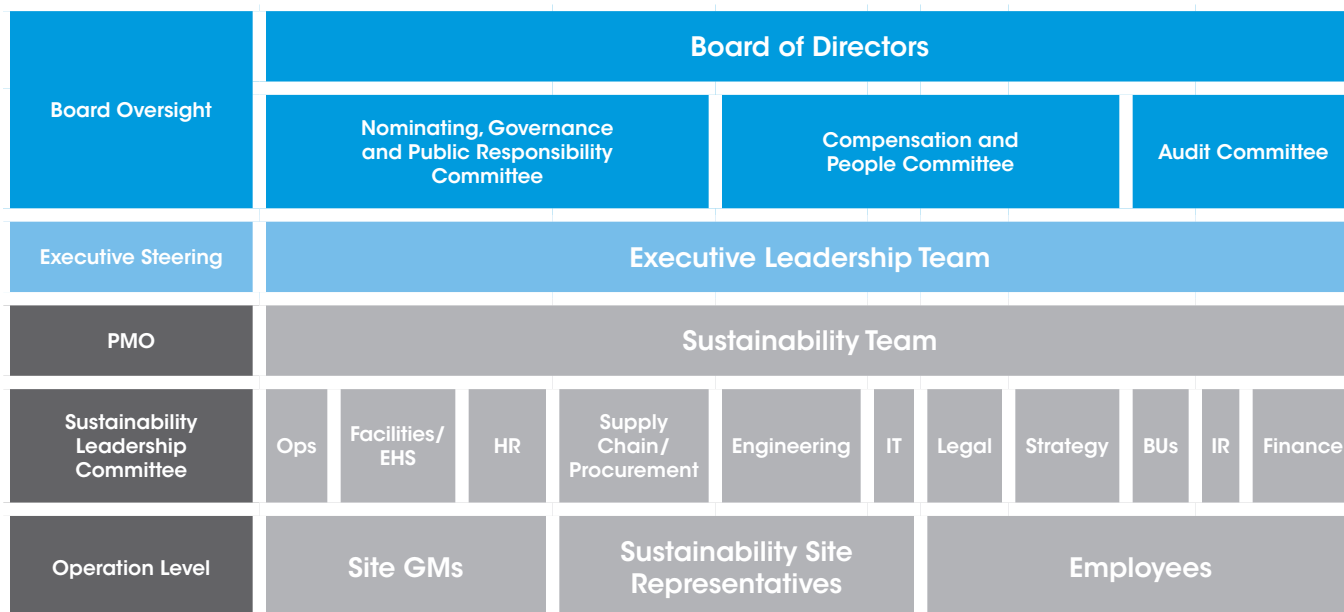 Board Oversight
Board of Directors
Nominating, Governance
and Public Responsibility
Committee
Compensation and
People Committee
Audit Committee
Executive Steering
Executive Leadership Team
PMO
Sustainability Team
Sustainability
Leadership
Committee
Ops
Facilities/
EHS
HR
Supply
Chain/
Procurement
Engineering
IT
Legal
Strategy
BUs
IR
Finance
Operation Level
Site GMs
Sustainability Site
Representatives
Employees